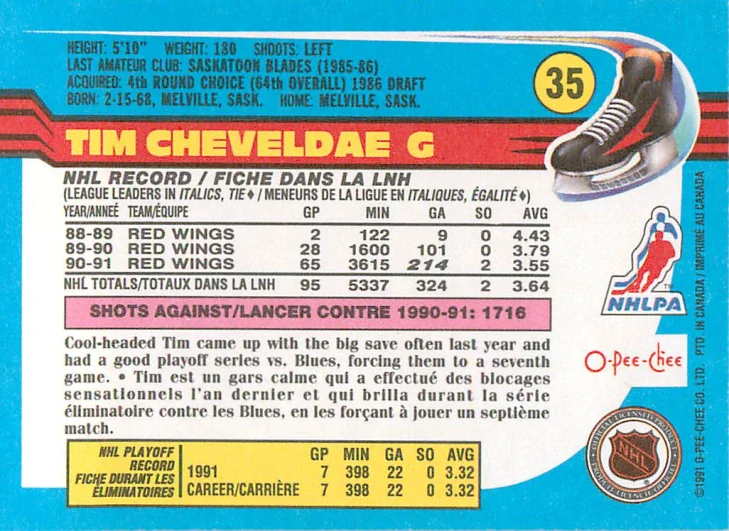 HEIGHT: 5'10" WEIGHT: 180 SHOOTS: LEFT
LAST AMATEUR CLUB: SASKATOON BLADES (1985-86)
ACQUIRED: 4th ROUND CHOICE (64th OVERALL) 1986 DRAFT
BORN: 2-15-68, MELVILLE, SASK. HOME: MELVILLE, SASK.
35
TIM CHEVELDAE G
NHL RECORD / FICHE DANS LA LNH
(LEAGUE LEADERS IN ITALICS, TIE♦ / MENEURS DE LA LIGUE EN ITALIQUES, ÉGALITÉ♦)
YEAR/ANNEÉ TEAM/ÉQUIPE GP MIN GA SO AVG
88-89 RED WINGS 2 122 9 0 4.43
89-90 RED WINGS 28 1600 101 0 3.79
90-91 RED WINGS 65 3615 214 2 3.55
NHL TOTALS/TOTAUX DANS LA LNH 95 5337 324 2 3.64
SHOTS AGAINST/LANCER CONTRE 1990-91: 1716
Cool-headed Tim came up with the big save often last year and
had a good playoff series vs. Blues, forcing them to a seventh
game. • Tim est un gars calme qui a effectué des blocages
sensationnels l'an dernier et qui brilla durant la série
éliminatoire contre les Blues, en les forçant à jouer un septième
match.
NHL PLAYOFF
RECORD
FICHE DURANT LES
ÉLIMINATOIRES
GP MIN GA SO AVG
1991 7 398 22 0 3.32
CAREER/CARRIÈRE 7 398 22 0 3.32
NHLPA
TM
O-Pee-Chee
OFFICIAL LICENSED PRODUCT
NHL
PRODUIT LICENCIE OFFICIEL
©1991 O-PEE-CHEE CO. LTD. PTD. IN CANADA / IMPRIMÉ AU CANADA